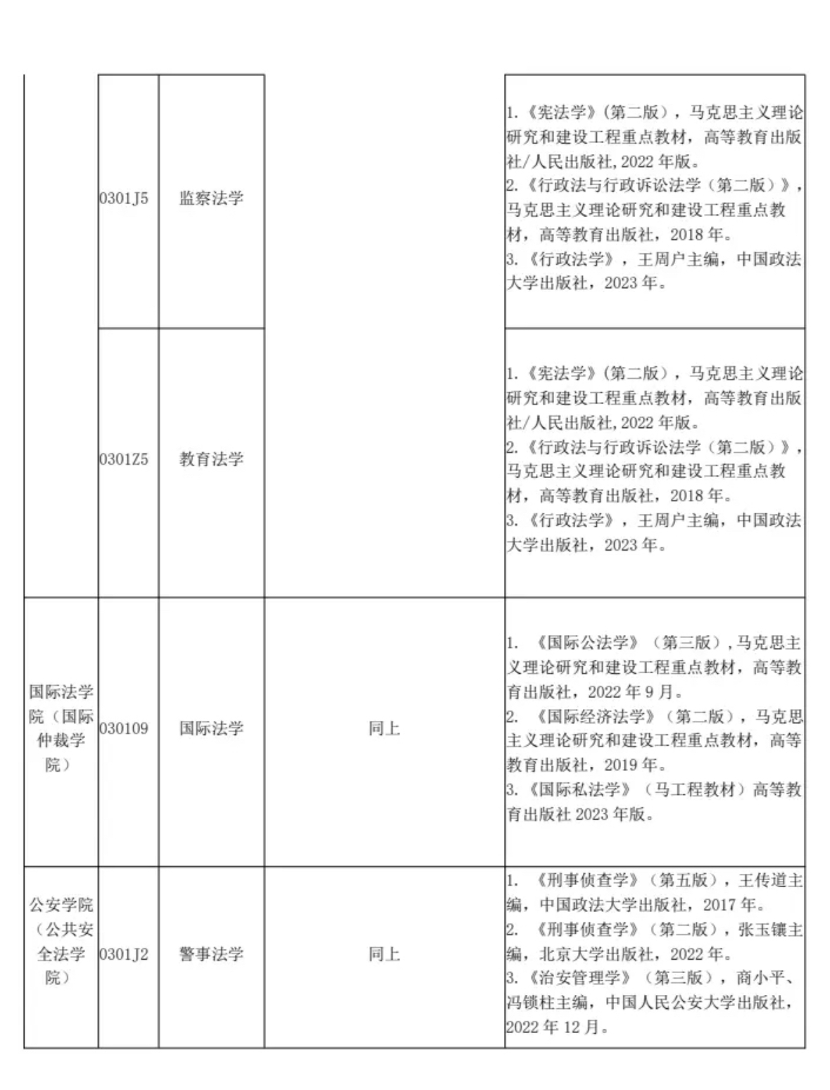 0301J5
监察法学
1.《宪法学》(第二版），马克思主义理论
研究和建设工程重点教材，高等教育出版
社/人民出版社,2022 年版。
2.《行政法与行政诉讼法学（第二版）》，
马克思主义理论研究和建设工程重点教
材，高等教育出版社，2018 年。
3.《行政法学》，王周户主编，中国政法
大学出版社，2023 年。
0301Z5
教育法学
1.《宪法学》(第二版），马克思主义理论
研究和建设工程重点教材，高等教育出版
社/人民出版社,2022 年版。
2.《行政法与行政诉讼法学（第二版）》，
马克思主义理论研究和建设工程重点教
材，高等教育出版社，2018 年。
3.《行政法学》，王周户主编，中国政法
大学出版社，2023 年。
国际法学
院（国际
仲裁学
院）
030109
国际法学
同上
1. 《国际公法学》（第三版）,马克思主
义理论研究和建设工程重点教材，高等教
育出版社，2022 年 9 月。
2. 《国际经济法学》（第二版），马克思
主义理论研究和建设工程重点教材，高等
教育出版社，2019 年。
3.《国际私法学》（马工程教材）高等教
育出版社 2023 年版。
公安学院
（公共安
全法学
院）
0301J2
警事法学
同上
1. 《刑事侦查学》（第五版），王传道主
编，中国政法大学出版社，2017 年。
2. 《刑事侦查学》（第二版），张玉镶主
编，北京大学出版社，2022 年。
3.《治安管理学》（第三版），商小平、
冯锁柱主编，中国人民公安大学出版社，
2022 年 12 月。